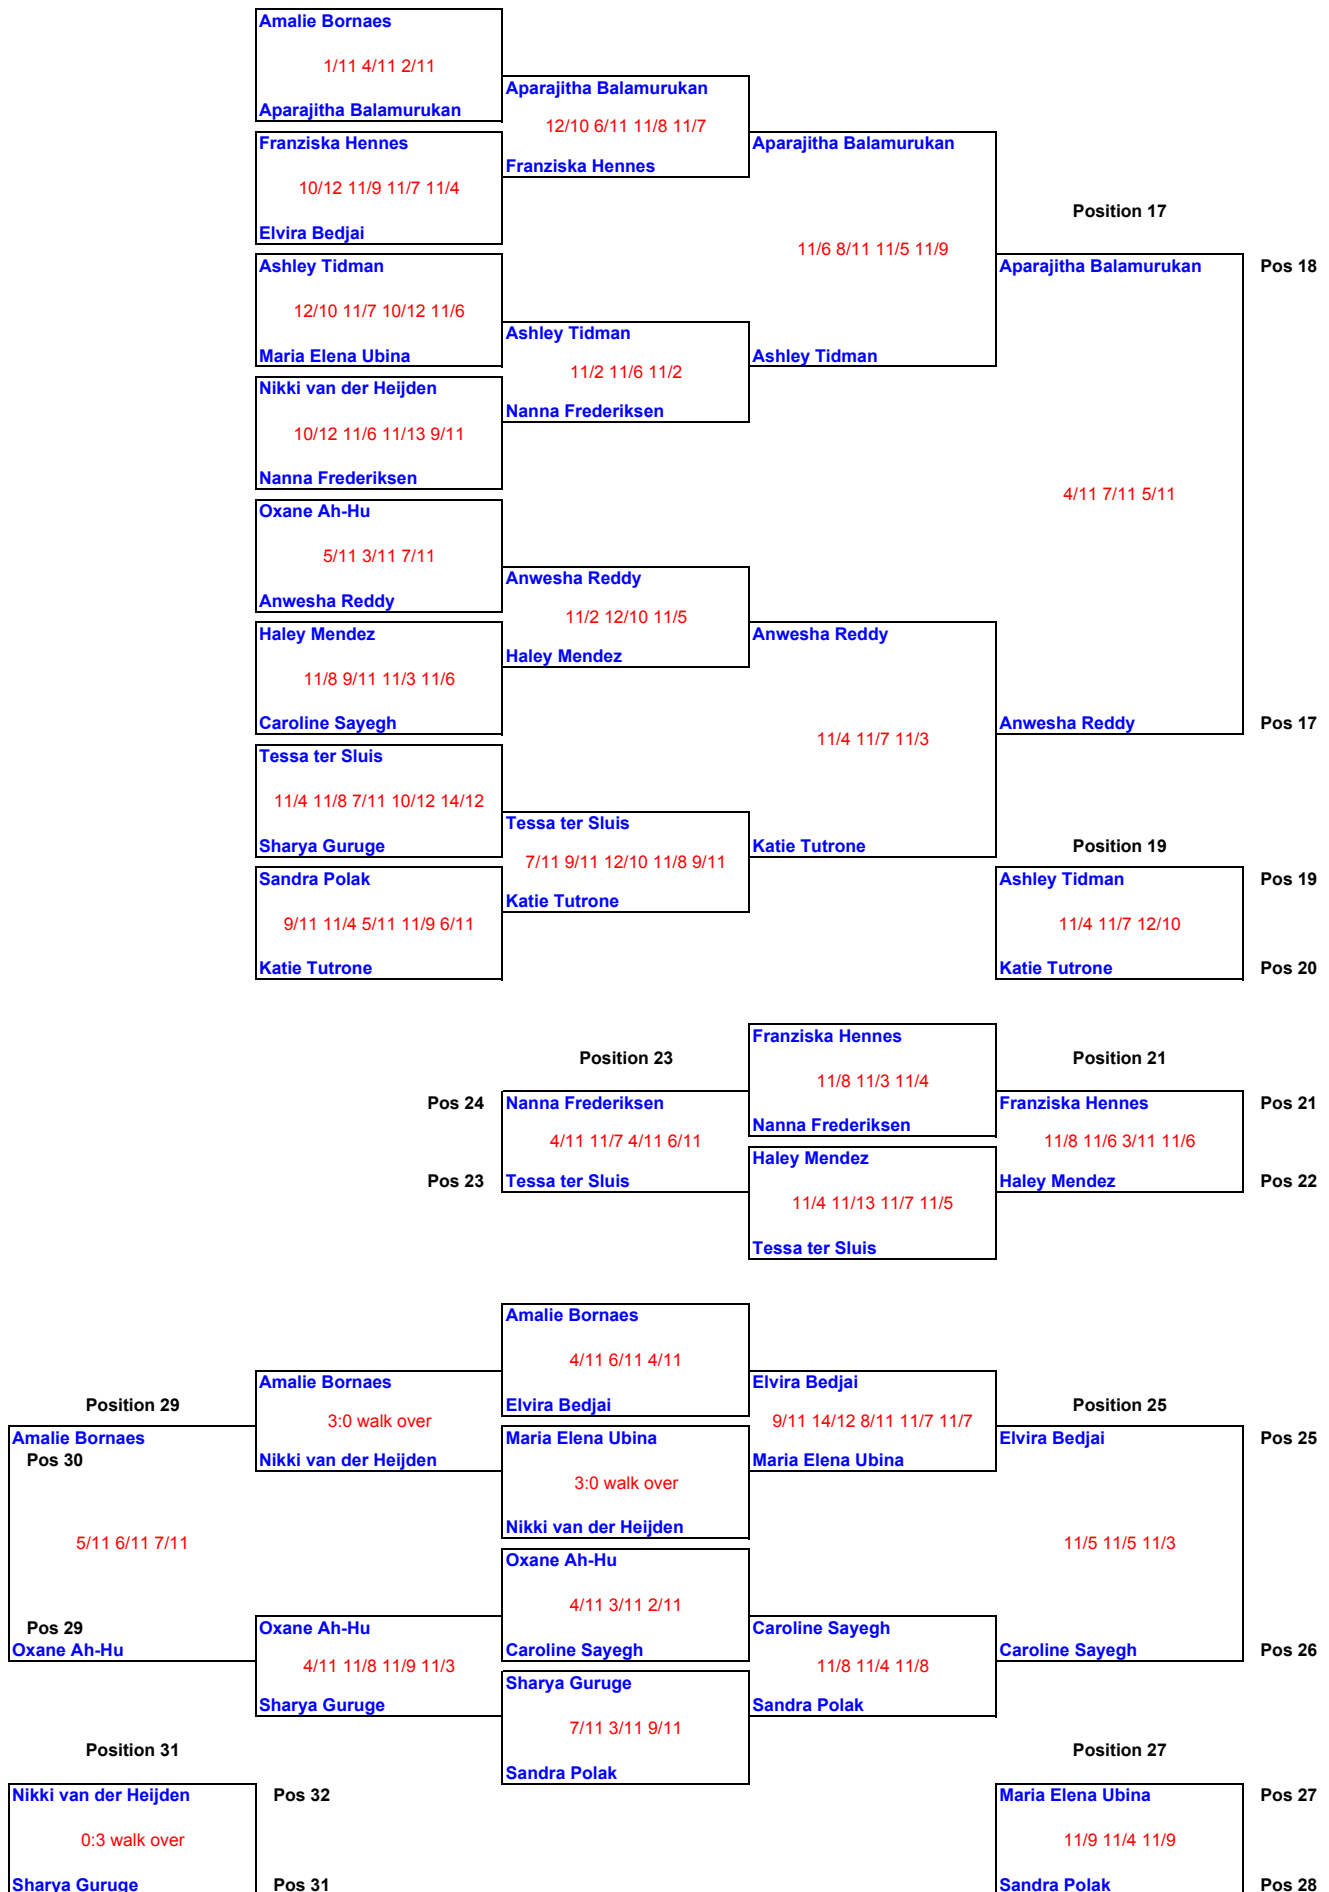 Amalie Bornaes
1/11 4/11 2/11
Aparajitha Balamurukan
Aparajitha Balamurukan
12/10 6/11 11/8 11/7
Franziska Hennes
Aparajitha Balamurukan
Franziska Hennes
10/12 11/9 11/7 11/4
Position 17
Elvira Bedjai
11/6 8/11 11/5 11/9
Ashley Tidman
Aparajitha Balamurukan Pos 18
12/10 11/7 10/12 11/6
Ashley Tidman
Maria Elena Ubina
Ashley Tidman
11/2 11/6 11/2
Nikki van der Heijden
Nanna Frederiksen
10/12 11/6 11/13 9/11
Nanna Frederiksen
4/11 7/11 5/11
Oxane Ah-Hu
5/11 3/11 7/11
Anwesha Reddy
Anwesha Reddy
11/2 12/10 11/5
Haley Mendez
Anwesha Reddy
Haley Mendez
11/8 9/11 11/3 11/6
Caroline Sayegh
Anwesha Reddy Pos 17
11/4 11/7 11/3
Tessa ter Sluis
11/4 11/8 7/11 10/12 14/12
Tessa ter Sluis
Sharya Guruge
Katie Tutrone
Position 19
7/11 9/11 12/10 11/8 9/11
Sandra Polak
Ashley Tidman Pos 19
Katie Tutrone
9/11 11/4 5/11 11/9 6/11
11/4 11/7 12/10
Katie Tutrone
Katie Tutrone Pos 20
Franziska Hennes
Position 23
Position 21
11/8 11/3 11/4
Pos 24 Nanna Frederiksen
Franziska Hennes Pos 21
Nanna Frederiksen
4/11 11/7 4/11 6/11
11/8 11/6 3/11 11/6
Haley Mendez
Pos 23 Tessa ter Sluis
Haley Mendez Pos 22
11/4 11/13 11/7 11/5
Tessa ter Sluis
Amalie Bornaes
4/11 6/11 4/11
Amalie Bornaes
Elvira Bedjai
Position 29
Elvira Bedjai
Position 25
3:0 walk over
9/11 14/12 8/11 11/7 11/7
Amalie Bornaes
Maria Elena Ubina
Elvira Bedjai Pos 25
Pos 30
Nikki van der Heijden
Maria Elena Ubina
3:0 walk over
Nikki van der Heijden
5/11 6/11 7/11
11/5 11/5 11/3
Oxane Ah-Hu
4/11 3/11 2/11
Pos 29
Oxane Ah-Hu
Caroline Sayegh
Oxane Ah-Hu
Caroline Sayegh
Caroline Sayegh Pos 26
4/11 11/8 11/9 11/3
11/8 11/4 11/8
Sharya Guruge
Sharya Guruge
Sandra Polak
7/11 3/11 9/11
Position 31
Position 27
Sandra Polak
Nikki van der Heijden Pos 32
Maria Elena Ubina Pos 27
0:3 walk over
11/9 11/4 11/9
Sharya Guruge Pos 31
Sandra Polak Pos 28